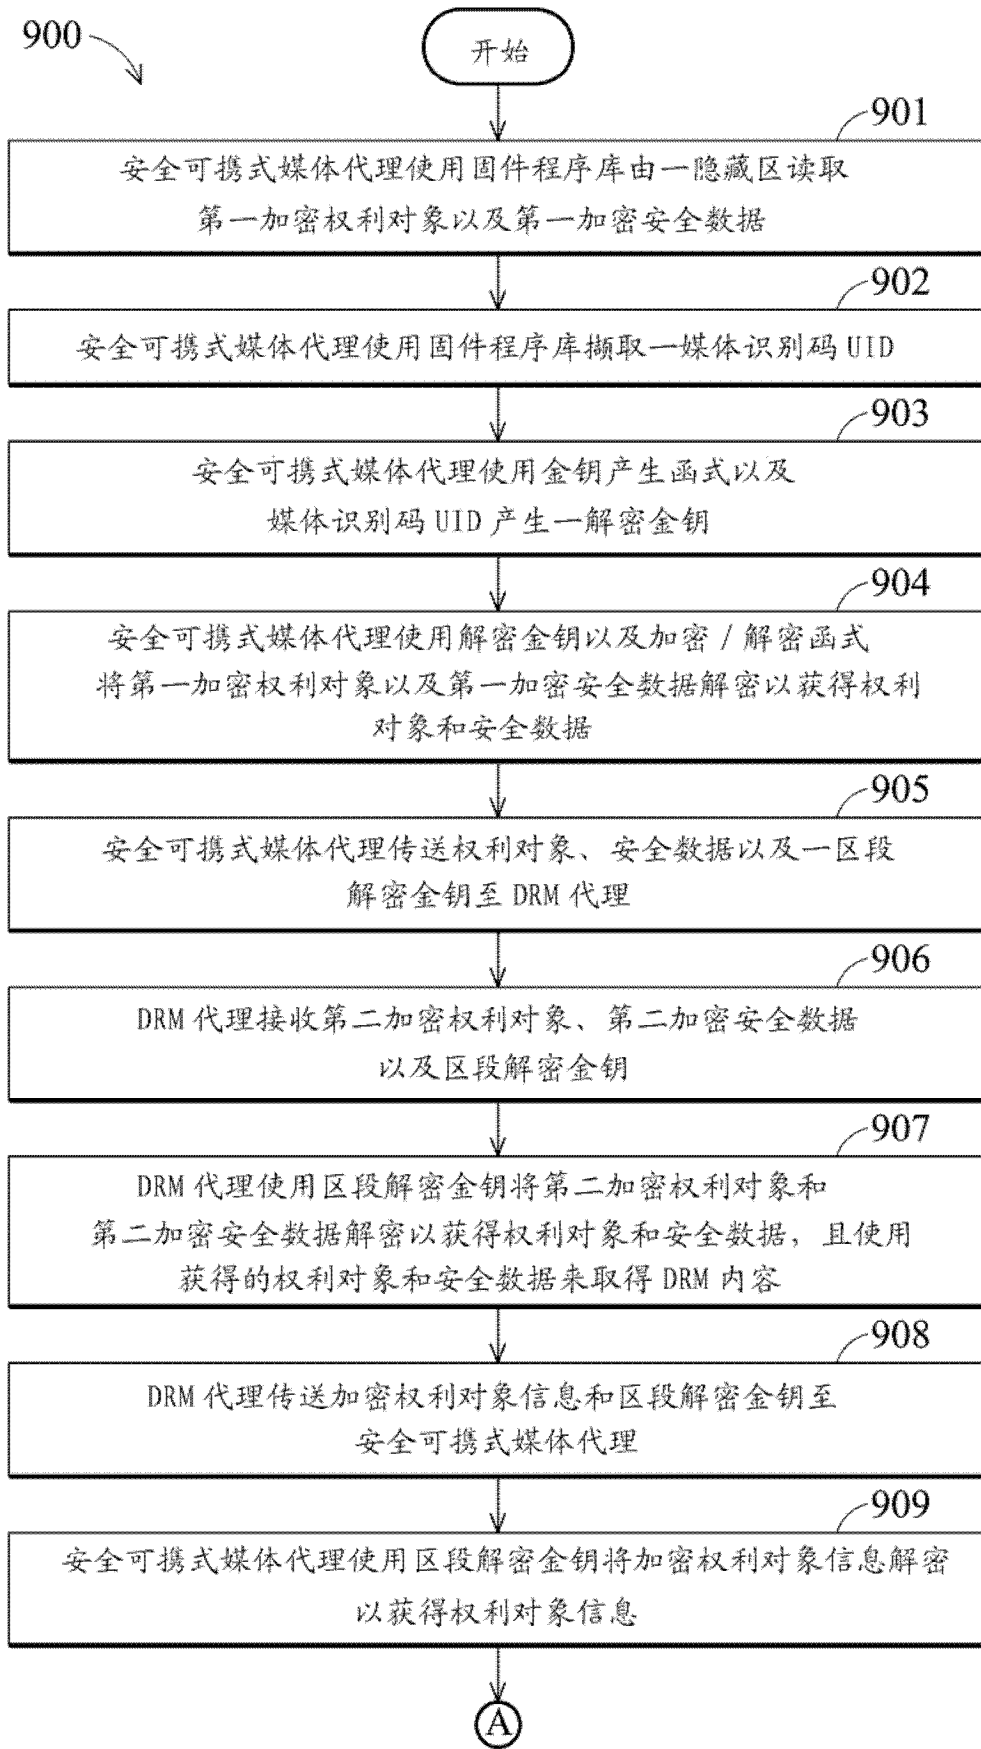 900
开始
901
安全可携式媒体代理使用固件程序库由一隐藏区读取
第一加密权利对象以及第一加密安全数据
902
安全可携式媒体代理使用固件程序库撷取一媒体识别码 UID
903
安全可携式媒体代理使用金钥产生函式以及
媒体识别码 UID 产生一解密金钥
904
安全可携式媒体代理使用解密金钥以及加密 / 解密函式
将第一加密权利对象以及第一加密安全数据解密以获得权利
对象和安全数据
905
安全可携式媒体代理传送权利对象、安全数据以及一区段
解密金钥至 DRM 代理
906
DRM 代理接收第二加密权利对象、第二加密安全数据
以及区段解密金钥
907
DRM 代理使用区段解密金钥将第二加密权利对象和
第二加密安全数据解密以获得权利对象和安全数据，且使用
获得的权利对象和安全数据来取得 DRM 内容
908
DRM 代理传送加密权利对象信息和区段解密金钥至
安全可携式媒体代理
909
安全可携式媒体代理使用区段解密金钥将加密权利对象信息解密
以获得权利对象信息
A